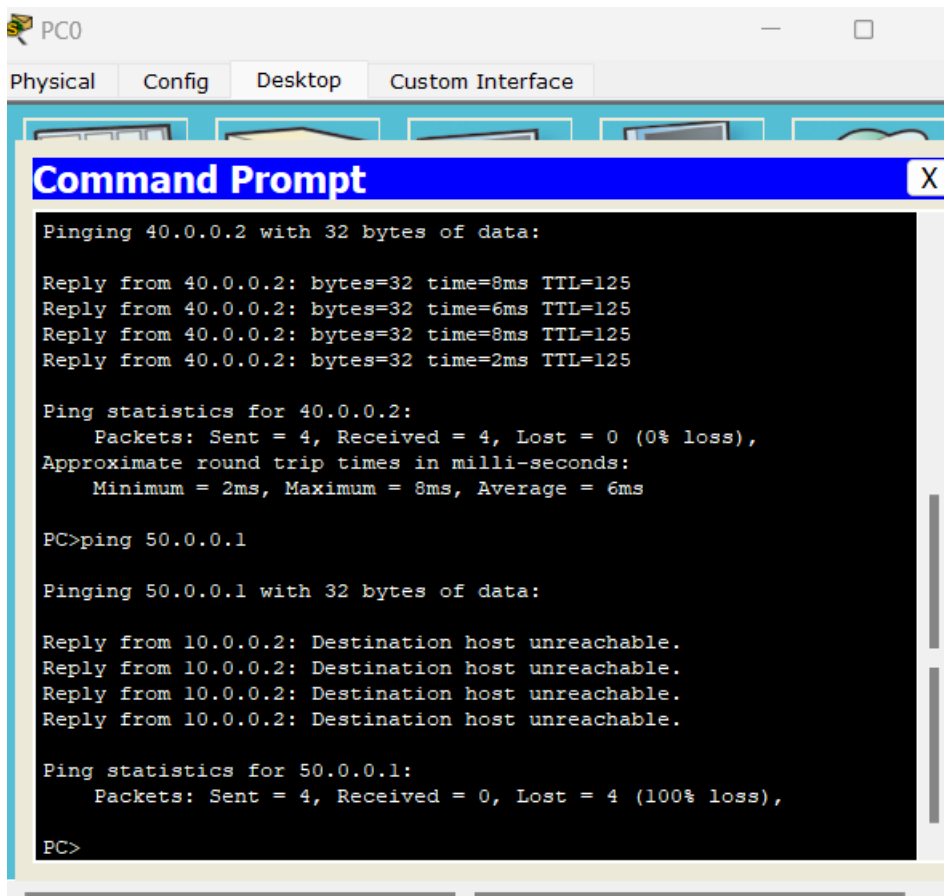 PC0
Physical Config Desktop Custom Interface
Command Prompt X
Pinging 40.0.0.2 with 32 bytes of data:
Reply from 40.0.0.2: bytes=32 time=8ms TTL=125
Reply from 40.0.0.2: bytes=32 time=6ms TTL=125
Reply from 40.0.0.2: bytes=32 time=8ms TTL=125
Reply from 40.0.0.2: bytes=32 time=2ms TTL=125
Ping statistics for 40.0.0.2:
Packets: Sent = 4, Received = 4, Lost = 0 (0% loss),
Approximate round trip times in milli-seconds:
Minimum = 2ms, Maximum = 8ms, Average = 6ms
PC>ping 50.0.0.1
Pinging 50.0.0.1 with 32 bytes of data:
Reply from 10.0.0.2: Destination host unreachable.
Reply from 10.0.0.2: Destination host unreachable.
Reply from 10.0.0.2: Destination host unreachable.
Reply from 10.0.0.2: Destination host unreachable.
Ping statistics for 50.0.0.1:
Packets: Sent = 4, Received = 0, Lost = 4 (100% loss),
PC>